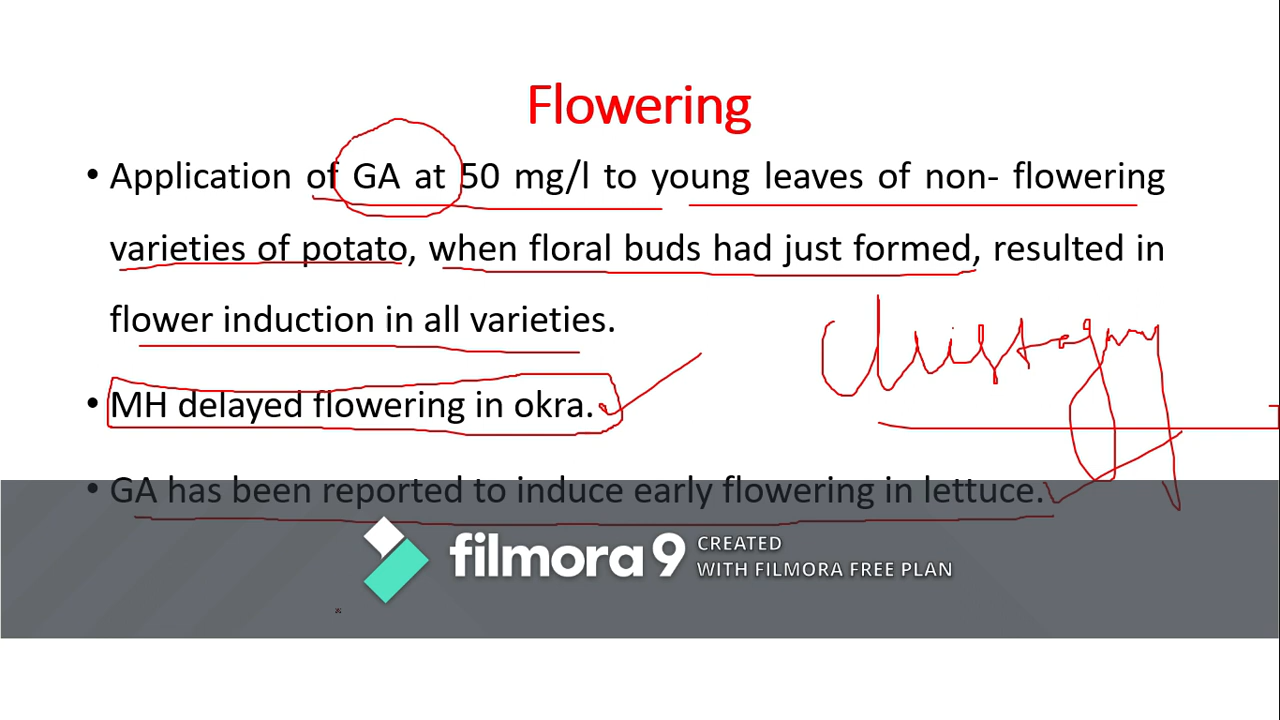 Flowering
• Application of GA at 50 mg/l to young leaves of non- flowering
varieties of potato, when floral buds had just formed, resulted in
flower induction in all varieties.
• MH delayed flowering in okra.
• GA has been reported to induce early flowering in lettuce.
filmora 9 CREATED
WITH FILMORA FREE PLAN